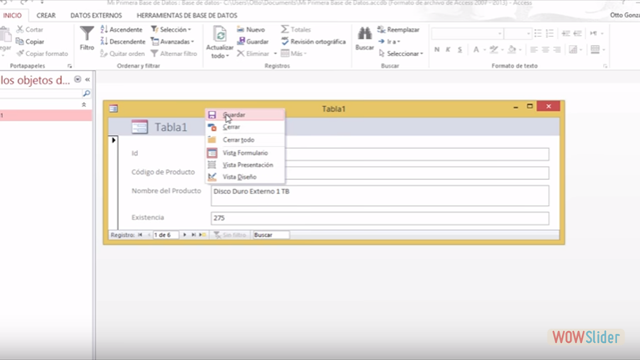 Mi Primera Base de Datos : Base de datos- C:\Users\Otto\Documents\Mi Primera Base de Datos.accdb (Formato de archivo de Access 2007 - 2013) - Access
INICIO CREAR DATOS EXTERNOS HERRAMIENTAS DE BASE DE DATOS
Otto Gonz
Cortar
Copiar
Copiar formato
Portapapeles
Filtro
Ascendente
Descendente
Quitar orden
Selección
Avanzadas
Ordenar y filtrar
Actualizar todo
Nuevo
Guardar
Eliminar
Totales
Revisión ortográfica
Más
Registros
Buscar
Reemplazar
Ir a
Seleccionar
Buscar
N K S
Formato de texto
los objetos d...
1
Tabla1
Tabla1
Guardar
Cerrar
Cerrar todo
Vista Formulario
Vista Presentación
Vista Diseño
Id
Código de Producto
Nombre del Producto
Disco Duro Externo 1 TB
Existencia
275
Registro: 1 de 6 Sin filtro Buscar
WOWSlider